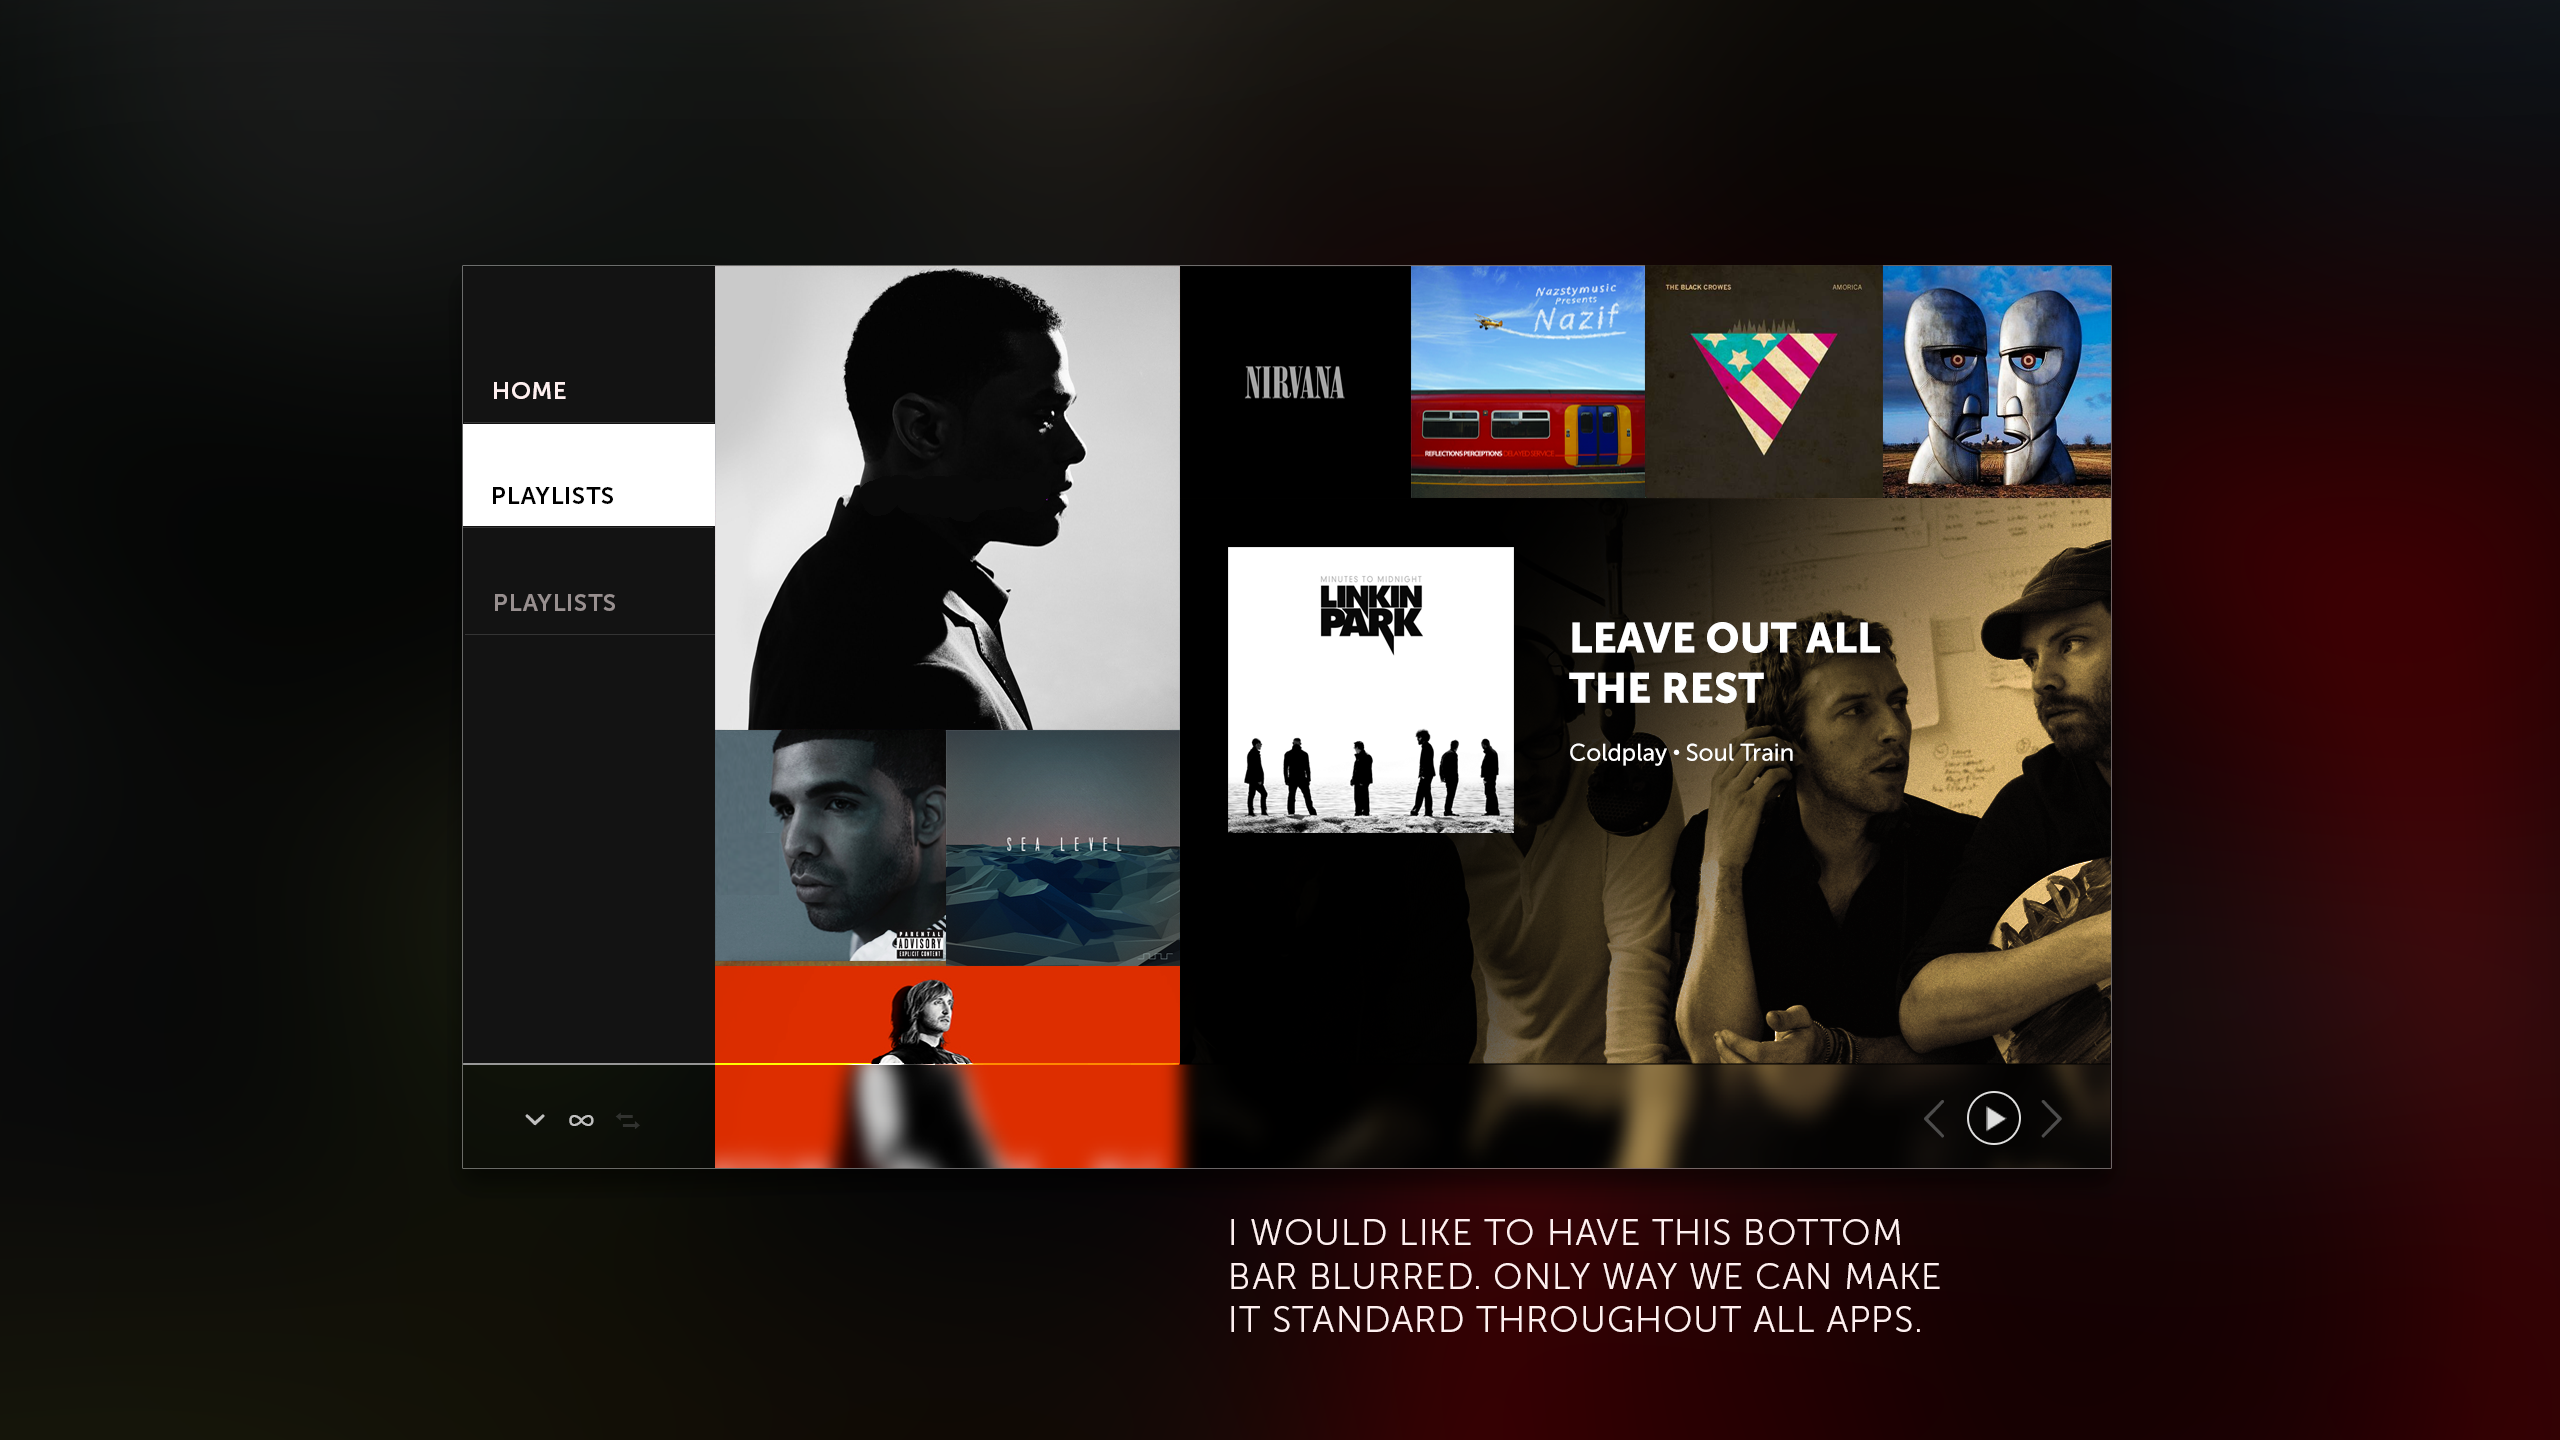 HOME
PLAYLISTS
PLAYLISTS
NIRVANA
Nazstymusic
Presents
Nazif
REFLECTIONS PERCEPTIONS DELAYED SERVICE
THE BLACK CROWES
AMORICA
MINUTES TO MIDNIGHT
LINKIN
PARK
LEAVE OUT ALL
THE REST
Coldplay • Soul Train
SEA LEVEL
PARENTAL
ADVISORY
EXPLICIT CONTENT
I WOULD LIKE TO HAVE THIS BOTTOM
BAR BLURRED. ONLY WAY WE CAN MAKE
IT STANDARD THROUGHOUT ALL APPS.